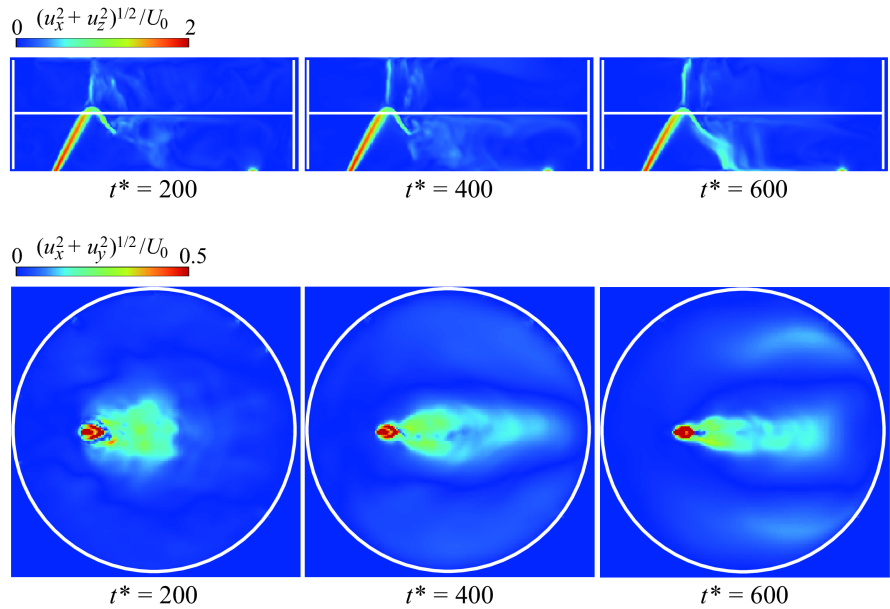 0 (u_x^2 + u_z^2)^{1/2}/U_0 2
t* = 200 t* = 400 t* = 600
0 (u_x^2 + u_y^2)^{1/2}/U_0 0.5
t* = 200 t* = 400 t* = 600